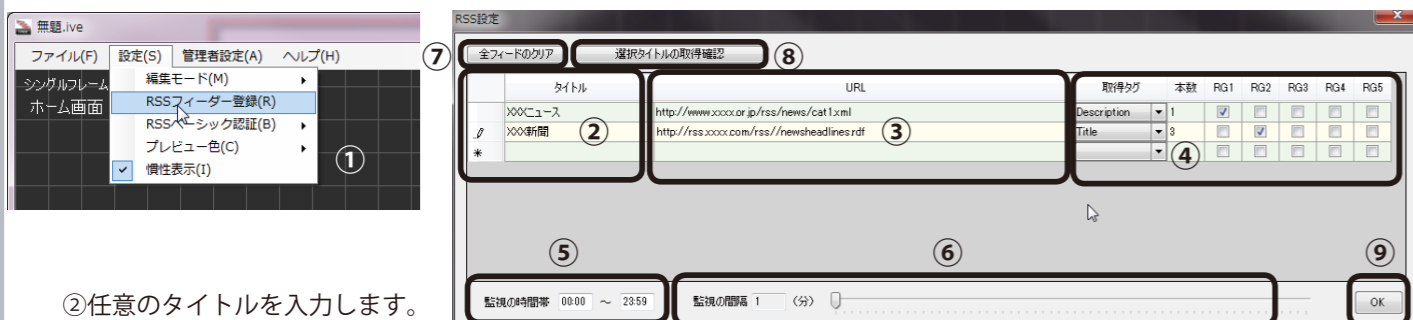 無題.ive
ファイル(F) 設定(S) 管理者設定(A) ヘルプ(H)
シングルフレーム
ホーム画面
編集モード(M)
RSSフィーダー登録(R)
RSSベーシック認証(B)
プレビュー色(C)
慣性表示(I)
①
RSS設定
⑦ 全フィードのクリア 選択タイトルの取得確認 ⑧
タイトル URL 取得タグ 本数 RG1 RG2 RG3 RG4 RG5
XXXニュース http://www.xxxx.or.jp/rss/news/cat1.xml Description 1
XXX新聞 http://rss.xxxx.com/rss//newsheadlines.rdf Title 3
② ③ ④
⑤ ⑥ ⑨
監視の時間帯 00:00 ~ 23:59 監視の間隔 1 (分) OK
②任意のタイトルを入力します。